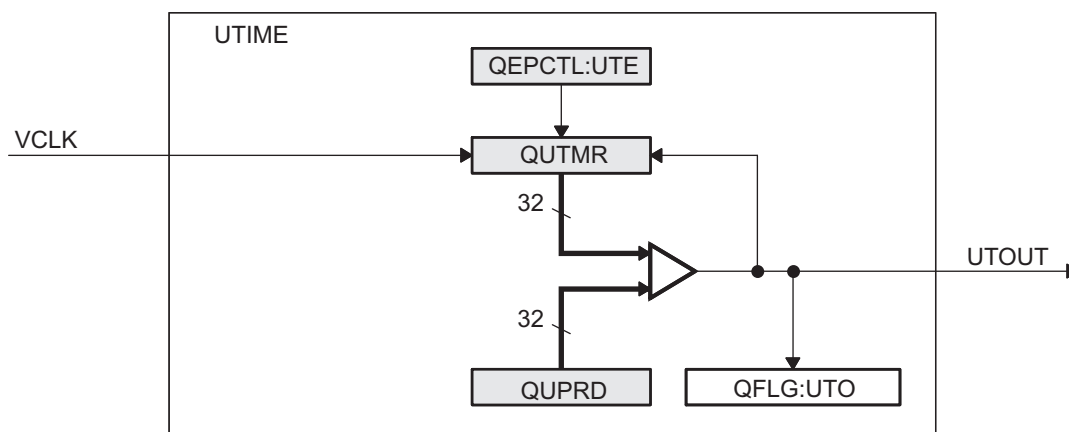 UTIME
QEPCTL:UTE
VCLK
QUTMR
32
UTOUT
32
QUPRD
QFLG:UTO